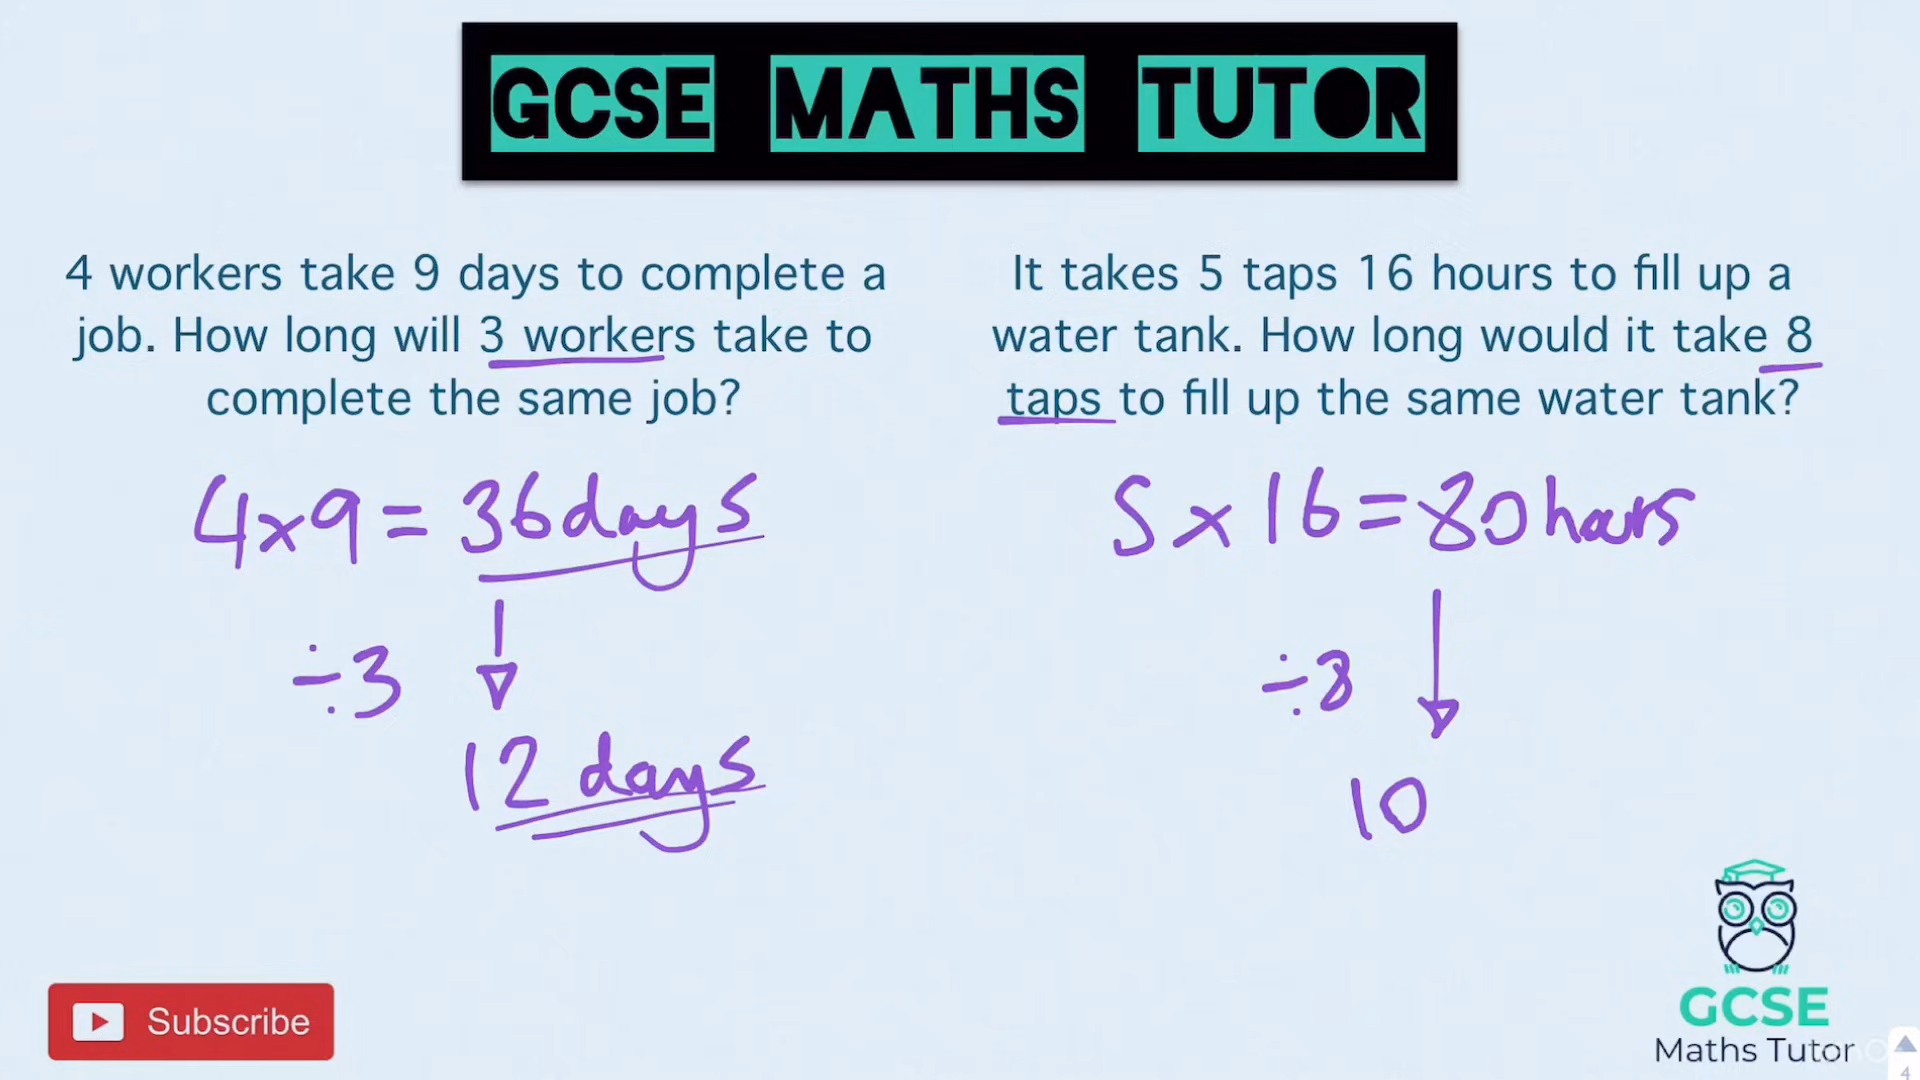 GCSE MATHS TUTOR
4 workers take 9 days to complete a
job. How long will 3 workers take to
complete the same job?
4 x 9 = 36 days
÷3
12 days
It takes 5 taps 16 hours to fill up a
water tank. How long would it take 8
taps to fill up the same water tank?
5 x 16 = 80 hours
÷8
10
Subscribe
GCSE
Maths Tutor
4